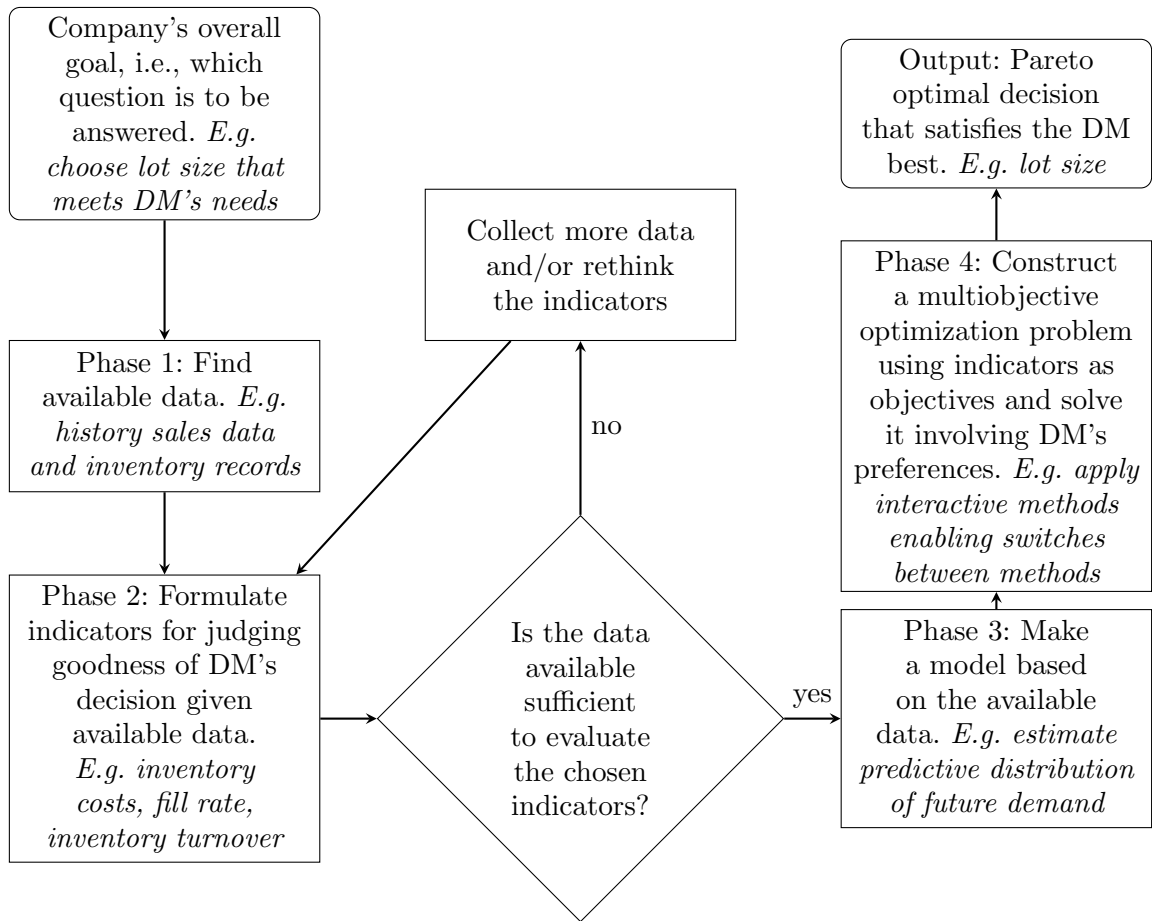 Company's overall
goal, i.e., which
question is to be
answered. E.g.
choose lot size that
meets DM's needs
Phase 1: Find
available data. E.g.
history sales data
and inventory records
Phase 2: Formulate
indicators for judging
goodness of DM's
decision given
available data.
E.g. inventory
costs, fill rate,
inventory turnover
Collect more data
and/or rethink
the indicators
no
Is the data
available
sufficient
to evaluate
the chosen
indicators?
yes
Phase 3: Make
a model based
on the available
data. E.g. estimate
predictive distribution
of future demand
Phase 4: Construct
a multiobjective
optimization problem
using indicators as
objectives and solve
it involving DM's
preferences. E.g. apply
interactive methods
enabling switches
between methods
Output: Pareto
optimal decision
that satisfies the DM
best. E.g. lot size